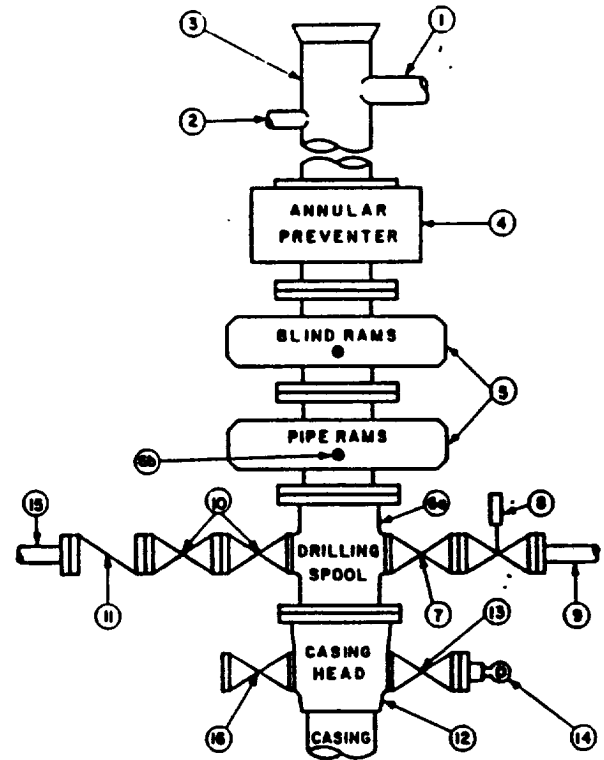 1
3
2
ANNULAR
PREVENTER
4
BLIND RAMS
5
PIPE RAMS
6b
10
6a
8
15
DRILLING
SPOOL
11
7
9
13
CASING
HEAD
16
12
14
CASING